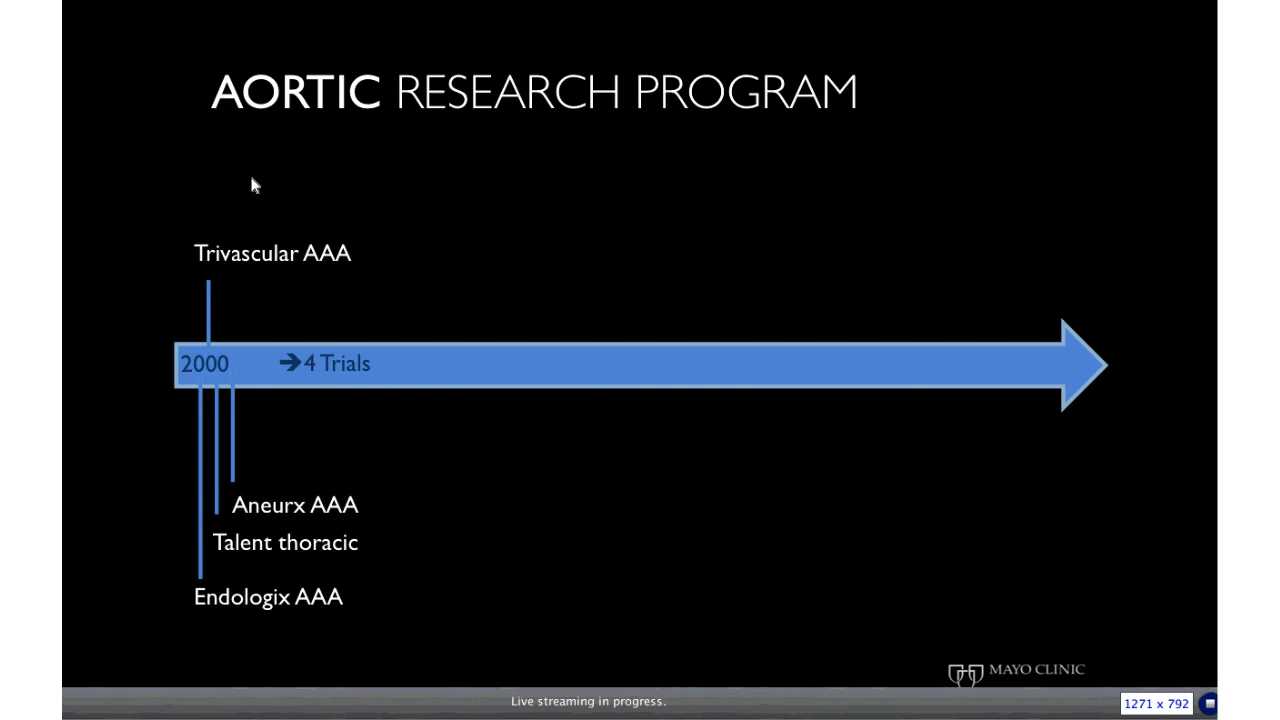 AORTIC RESEARCH PROGRAM
Trivascular AAA
2000 ➔4 Trials
Aneurx AAA
Talent thoracic
Endologix AAA
MAYO CLINIC
Live streaming in progress.
1271 x 792